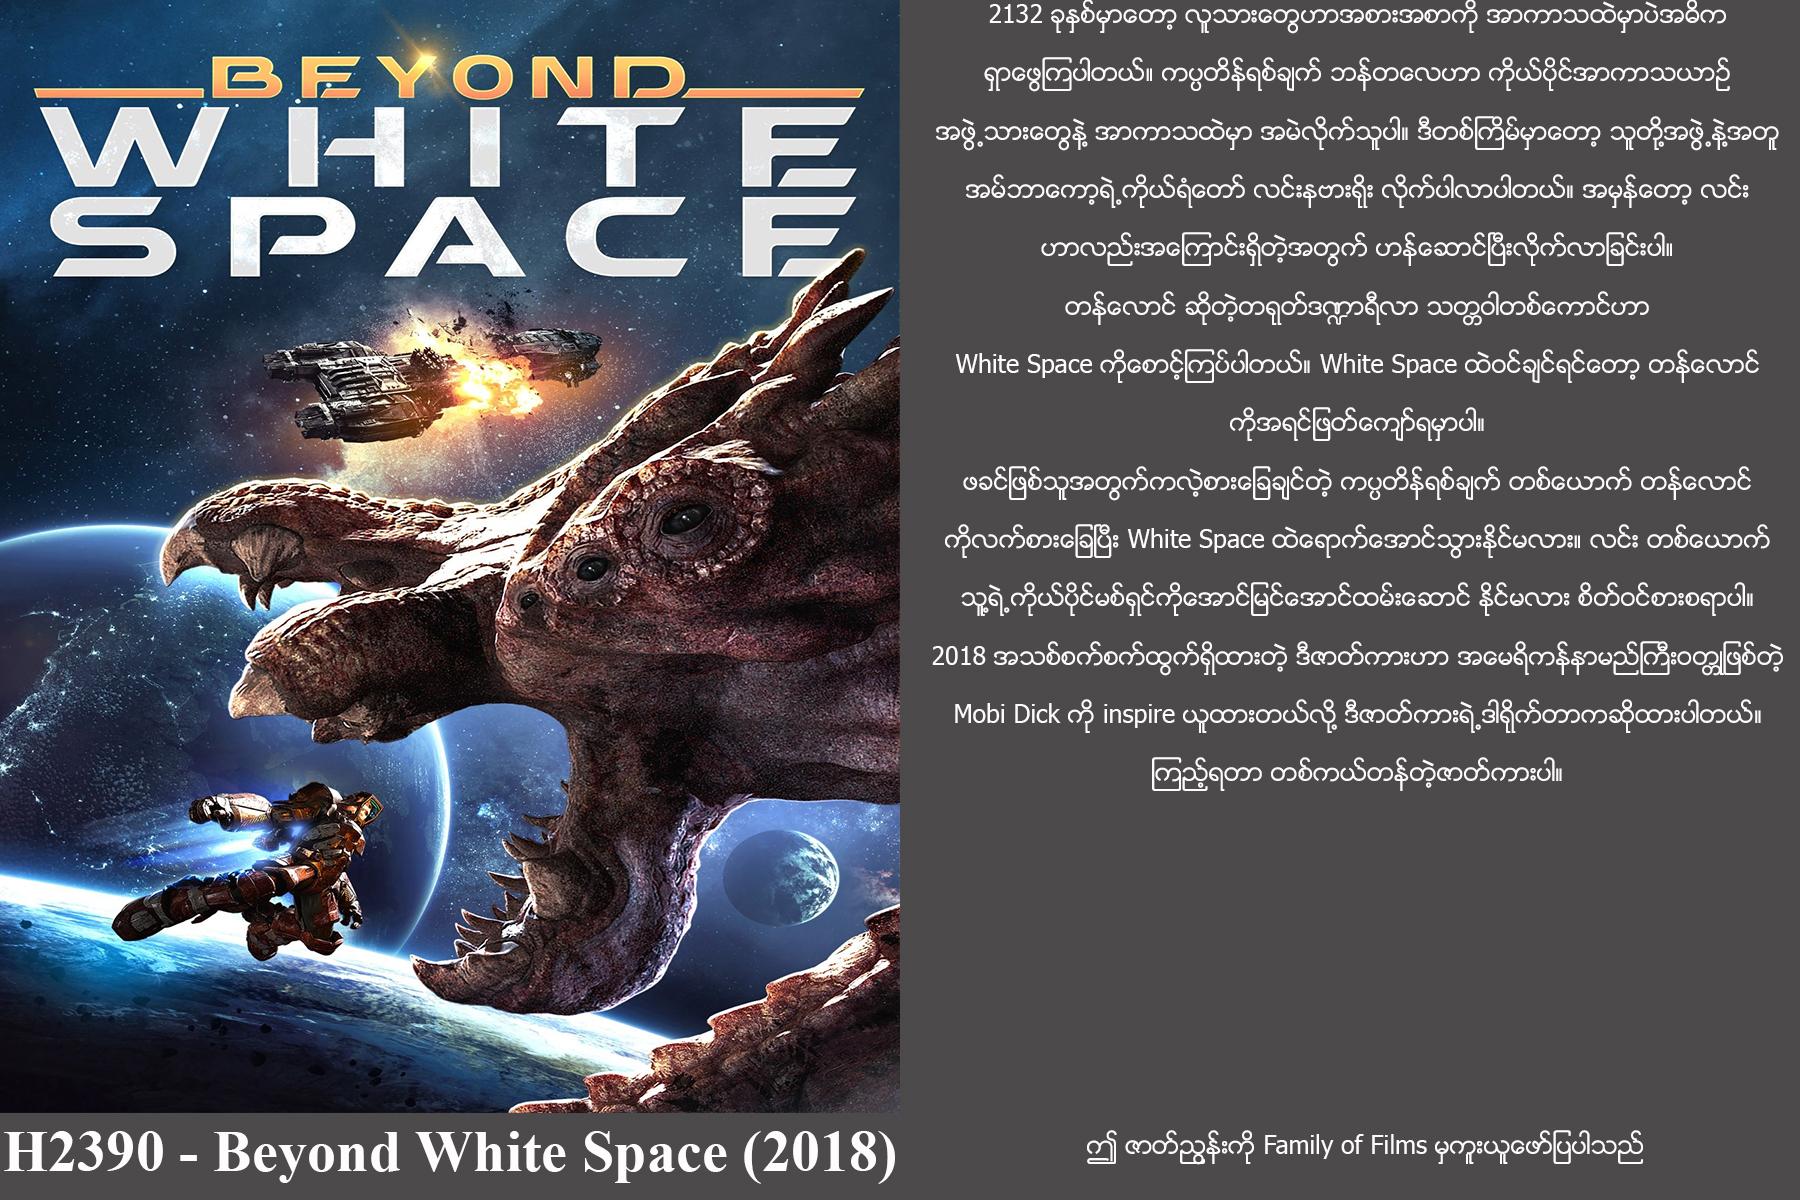 BEYOND
WHITE
SPACE
H2390 - Beyond White Space (2018)
2132 ခုနှစ်မှာတော့ လူသားတွေဟာအစားအစာကို အာကာသထဲမှာပဲအဓိက
ရှာဖွေကြပါတယ်။ ကပ္ပတိန်ရစ်ချက် ဘန်တလေဟာ ကိုယ်ပိုင်အာကာသယာဉ်
အဖွဲ့သားတွေနဲ့ အာကာသထဲမှာ အမဲလိုက်သူပါ။ ဒီတစ်ကြိမ်မှာတော့ သူတို့အဖွဲ့နဲ့အတူ
အမ်ဘာကော့ရဲ့ကိုယ်ရံတော် လင်းနဗားရိုး လိုက်ပါလာပါတယ်။ အမှန်တော့ လင်း
ဟာလည်းအကြောင်းရှိတဲ့အတွက် ဟန်ဆောင်ပြီးလိုက်လာခြင်းပါ။
တန်လောင် ဆိုတဲ့တရုတ်ဒဏ္ဍာရီလာ သတ္တဝါတစ်ကောင်ဟာ
White Space ကိုစောင့်ကြပ်ပါတယ်။ White Space ထဲဝင်ချင်ရင်တော့ တန်လောင်
ကိုအရင်ဖြတ်ကျော်ရမှာပါ။
ဖခင်ဖြစ်သူအတွက်ကလဲ့စားခြေချင်တဲ့ ကပ္ပတိန်ရစ်ချက် တစ်ယောက် တန်လောင်
ကိုလက်စားခြေပြီး White Space ထဲရောက်အောင်သွားနိုင်မလား။ လင်း တစ်ယောက်
သူ့ရဲ့ကိုယ်ပိုင်မစ်ရှင်ကိုအောင်မြင်အောင်ထမ်းဆောင် နိုင်မလား စိတ်ဝင်စားစရာပါ။
2018 အသစ်စက်စက်ထွက်ရှိထားတဲ့ ဒီဇာတ်ကားဟာ အမေရိကန်နာမည်ကြီးဝတ္ထုဖြစ်တဲ့
Mobi Dick ကို inspire ယူထားတယ်လို့ ဒီဇာတ်ကားရဲ့ဒါရိုက်တာကဆိုထားပါတယ်။
ကြည့်ရတာ တစ်ကယ်တန်တဲ့ဇာတ်ကားပါ။
ဤ ဇာတ်ညွှန်းကို Family of Films မှကူးယူဖော်ပြပါသည်